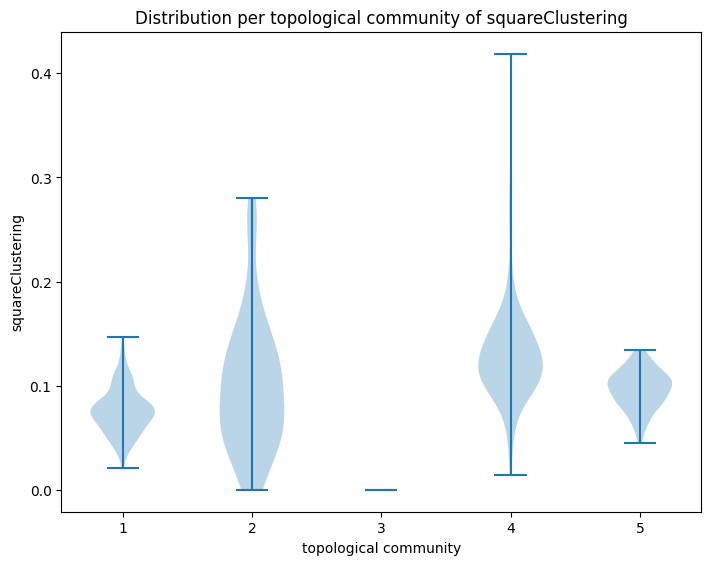 Distribution per topological community of squareClustering
0.4
0.3
0.2
0.1
0.0
squareClustering
1 2 3 4 5
topological community